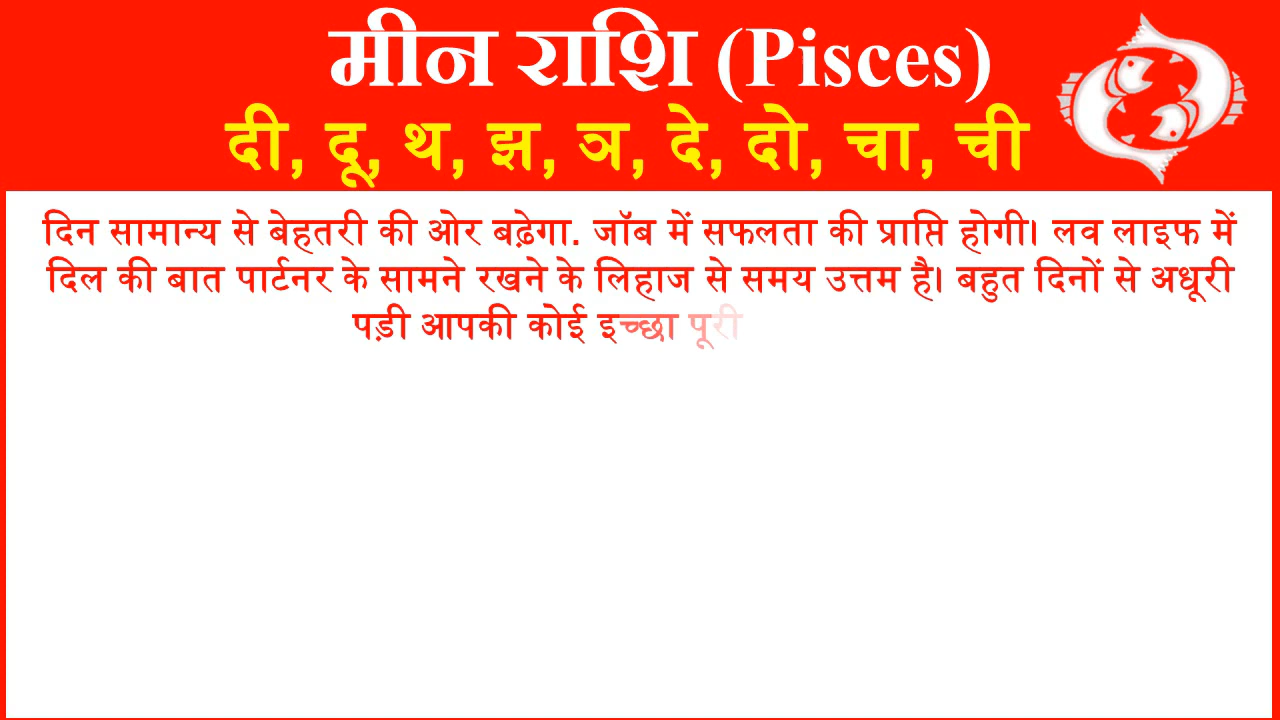 मीन राशि (Pisces)
दी, दू, थ, झ, ञ, दे, दो, चा, ची
दिन सामान्य से बेहतरी की ओर बढ़ेगा. जॉब में सफलता की प्राप्ति होगी। लव लाइफ में
दिल की बात पार्टनर के सामने रखने के लिहाज से समय उत्तम है। बहुत दिनों से अधूरी
पड़ी आपकी कोई इच्छा पूरी